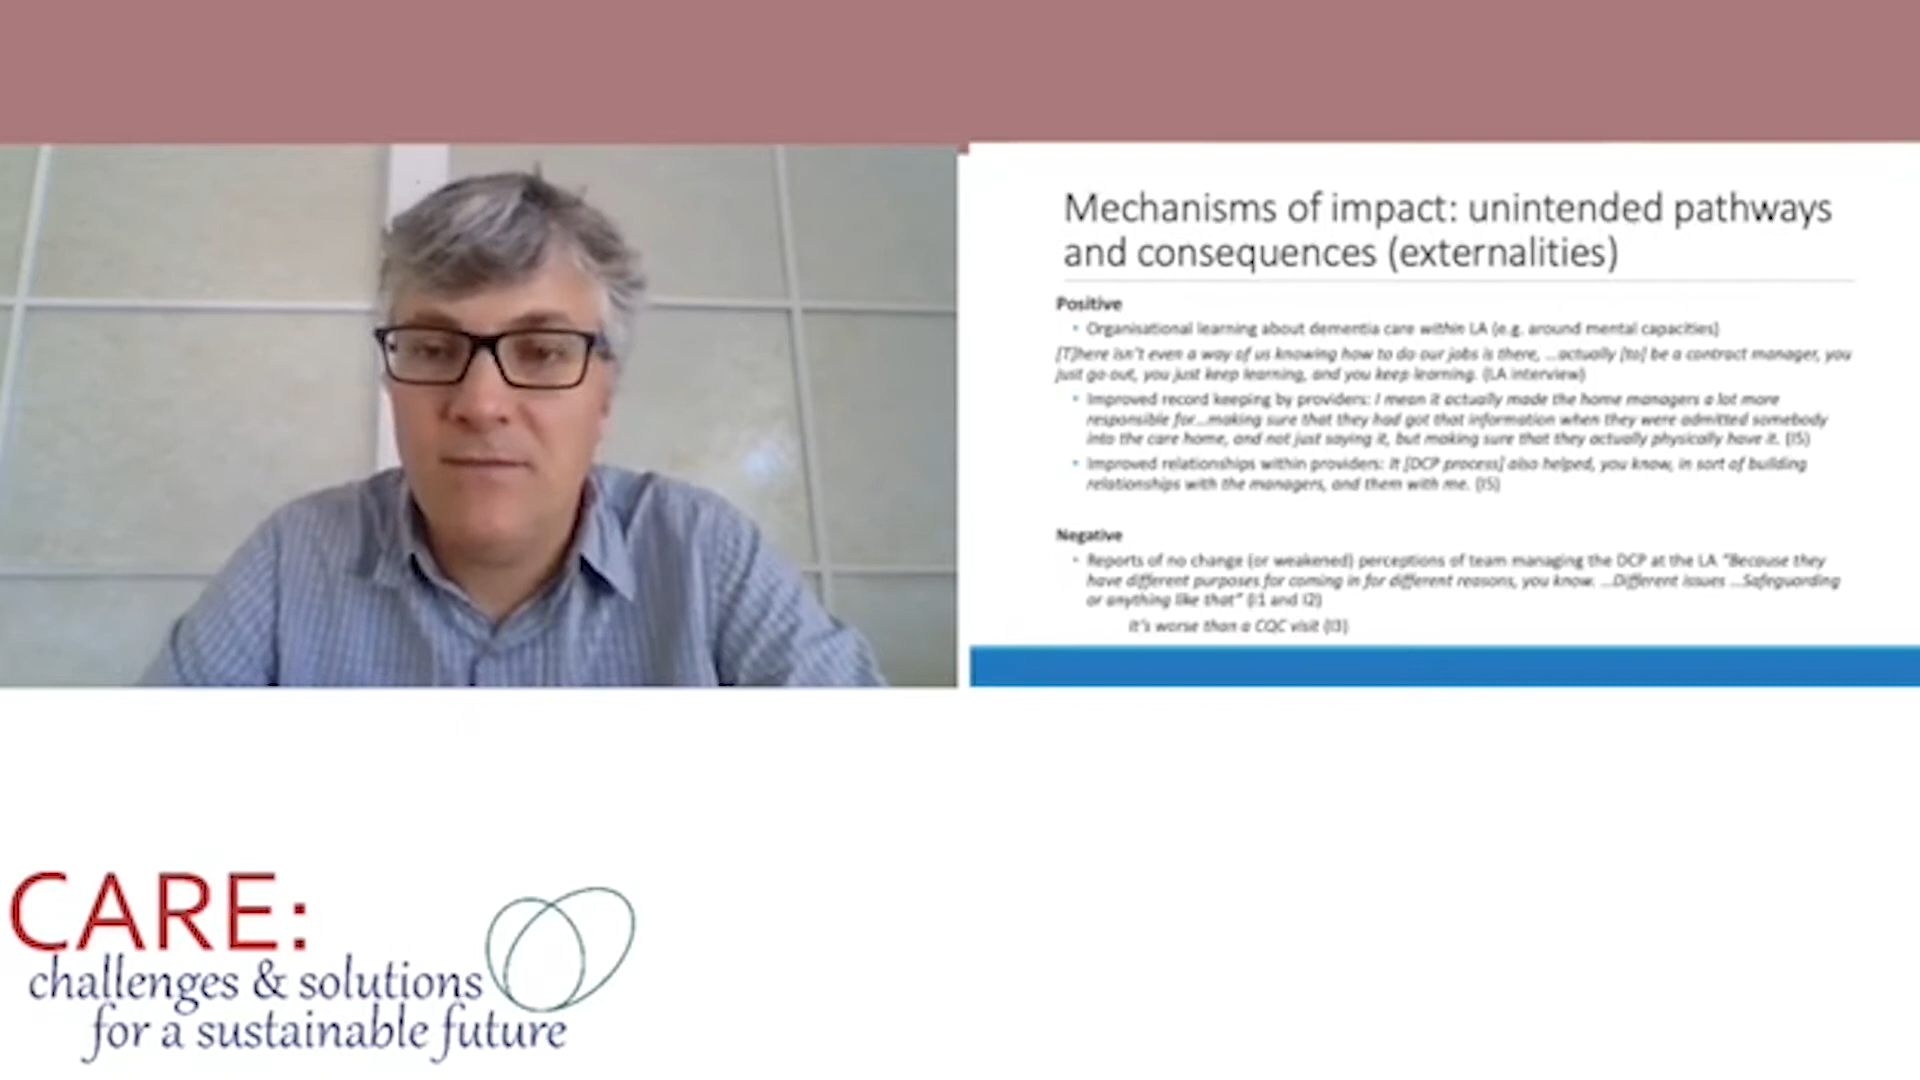 Mechanisms of impact: unintended pathways
and consequences (externalities)
Positive
• Organisational learning about dementia care within LA (e.g. around mental capacities)
[T]here isn't even a way of us knowing how to do our jobs is there, ...actually [to] be a contract manager, you
just go out, you just keep learning, and you keep learning. (LA interview)
• Improved record keeping by providers: I mean it actually made the home managers a lot more
responsible for...making sure that they had got that information when they were admitted somebody
into the care home, and not just saying it, but making sure that they actually physically have it. (I5)
• Improved relationships within providers: It [DCP process] also helped, you know, in sort of building
relationships with the managers, and them with me. (I5)
Negative
• Reports of no change (or weakened) perceptions of team managing the DCP at the LA "Because they
have different purposes for coming in for different reasons, you know. ...Different issues ...Safeguarding
or anything like that" (I1 and I2)
It's worse than a CQC visit (I3)
CARE:
challenges & solutions
for a sustainable future